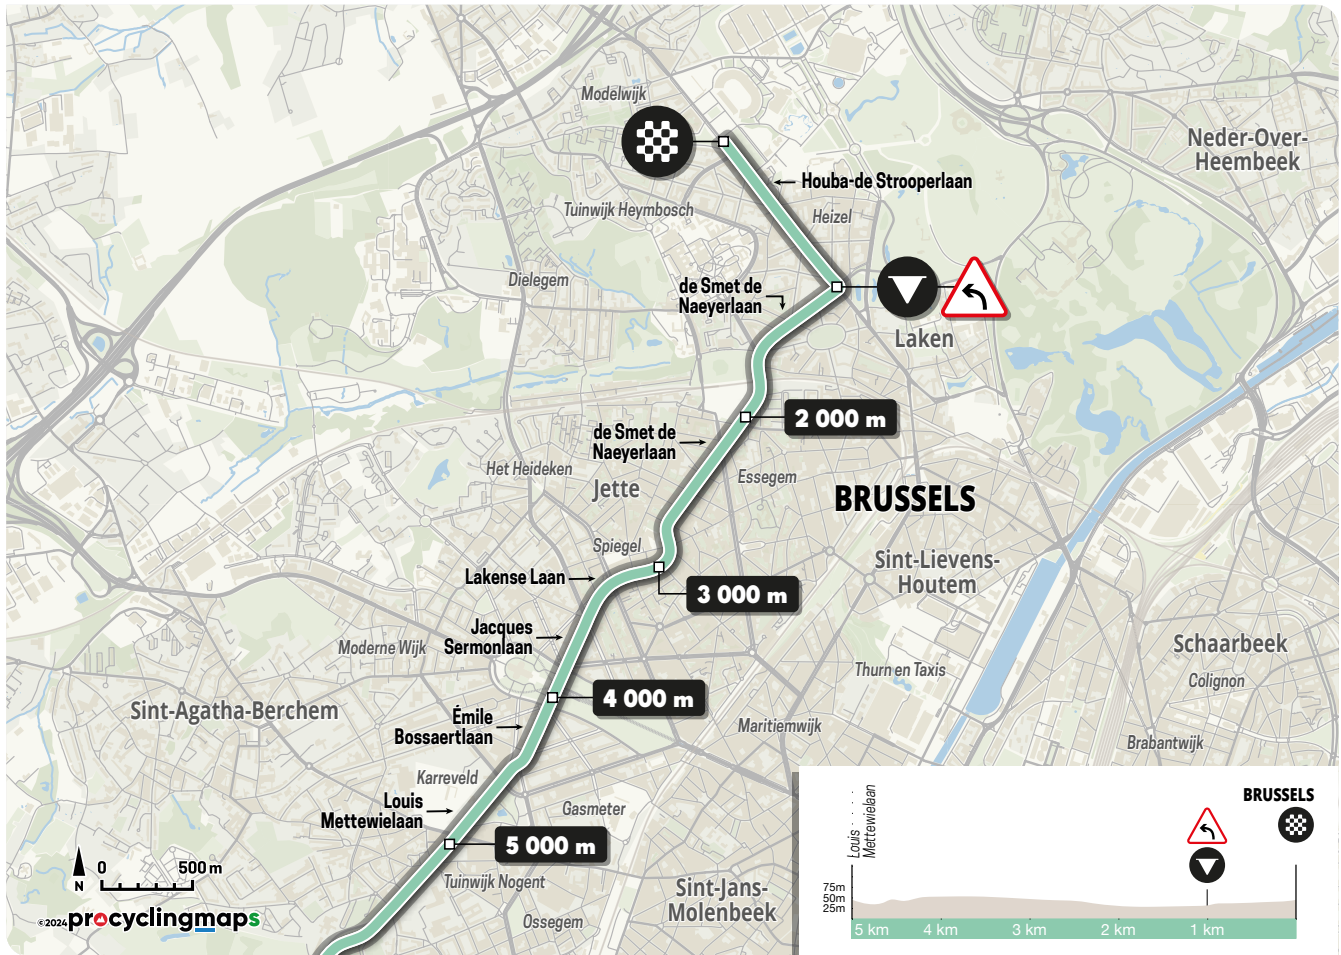 Modelwijk
Neder-Over-
Heembeek
Houba-de Strooperlaan
Tuinwijk Heymbosch
Heizel
Dielegem
de Smet de
Naeyerlaan
Laken
2 000 m
de Smet de
Naeyerlaan
Het Heideken
Jette
Essegem
BRUSSELS
Spiegel
Sint-Lievens-
Houtem
Lakense Laan
3 000 m
Jacques
Sermonlaan
Moderne Wijk
Schaarbeek
Thurn en Taxis
Colignon
4 000 m
Sint-Agatha-Berchem
Émile
Bossaertlaan
Maritiemwijk
Brabantwijk
Karreveld
Louis
Mettewielaan
Gasmeter
5 000 m
N
0
500 m
Tuinwijk Nogent
Sint-Jans-
Molenbeek
Ossegem
©2024 procyclingmaps
Louis
Mettewielaan
BRUSSELS
75m
50m
25m
5 km
4 km
3 km
2 km
1 km